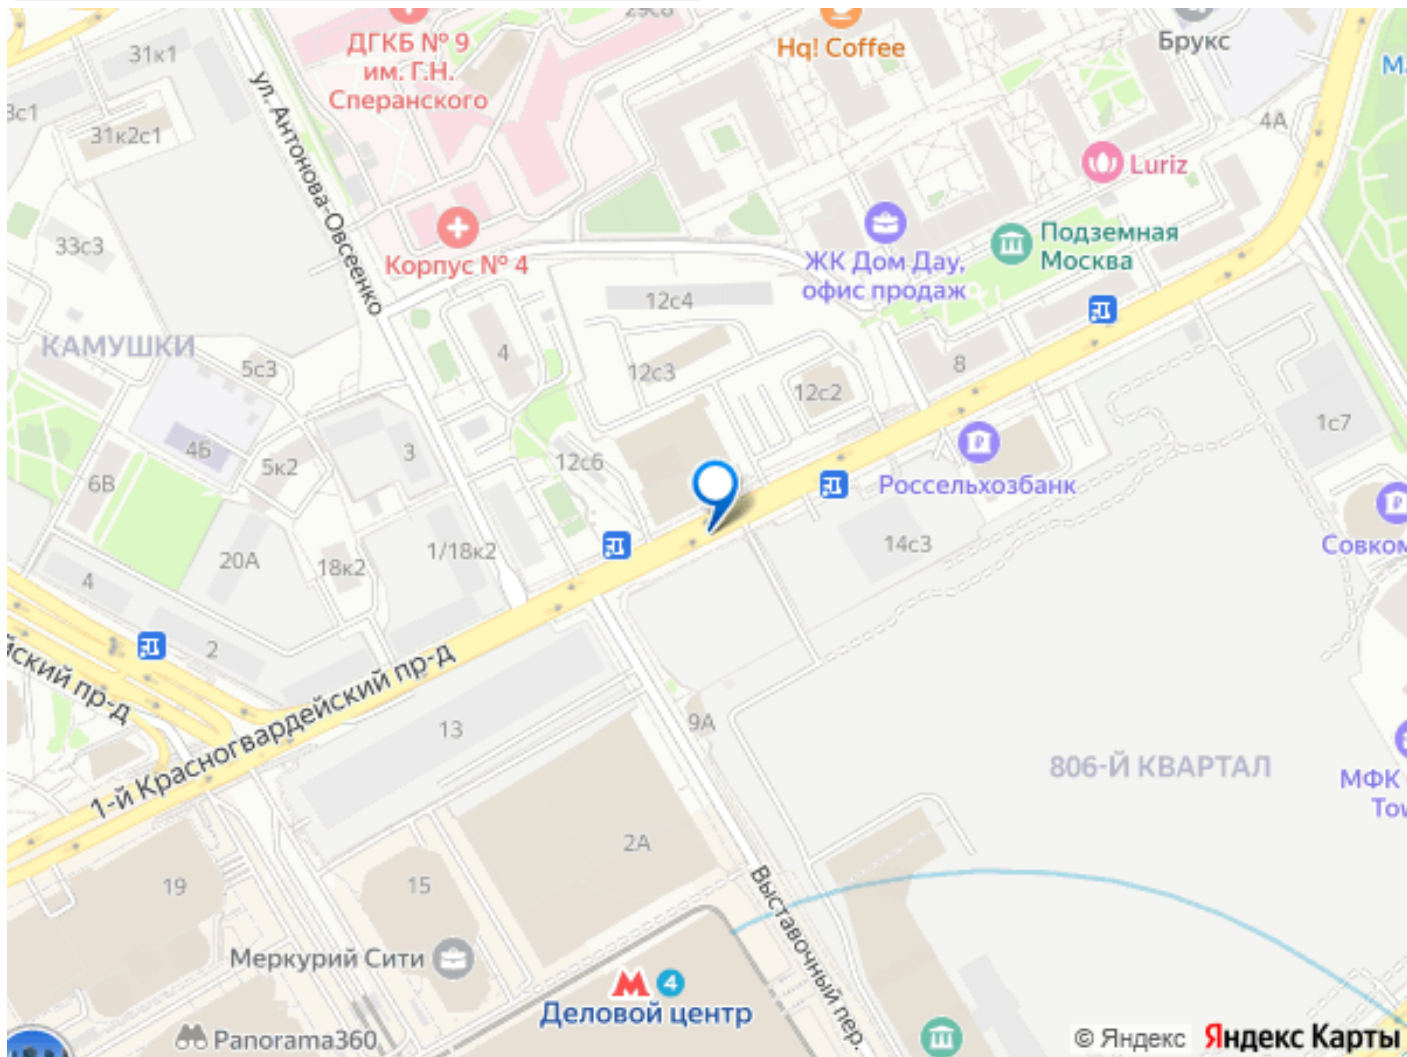 29с8
31к1
ДГКБ № 9
им. Г.Н.
Сперанского
Hq! Coffee
Брукс
31к2с1
ул. Антонова-Овсеенко
4А
Luriz
33с3
Корпус № 4
ЖК Дом Дау,
офис продаж
Подземная
Москва
12с4
КАМУШКИ
5с3
4
12с3
8
12с2
1с7
4Б
5к2
3
12с6
6В
Россельхозбанк
20А
18к2
1/18к2
14с3
4
2
1-й Красногвардейский пр-д
13
9А
806-Й КВАРТАЛ
МФК
2А
19
15
Выставочный пер.
Меркурий Сити
4
Деловой центр
Panorama360
© Яндекс Яндекс Карты